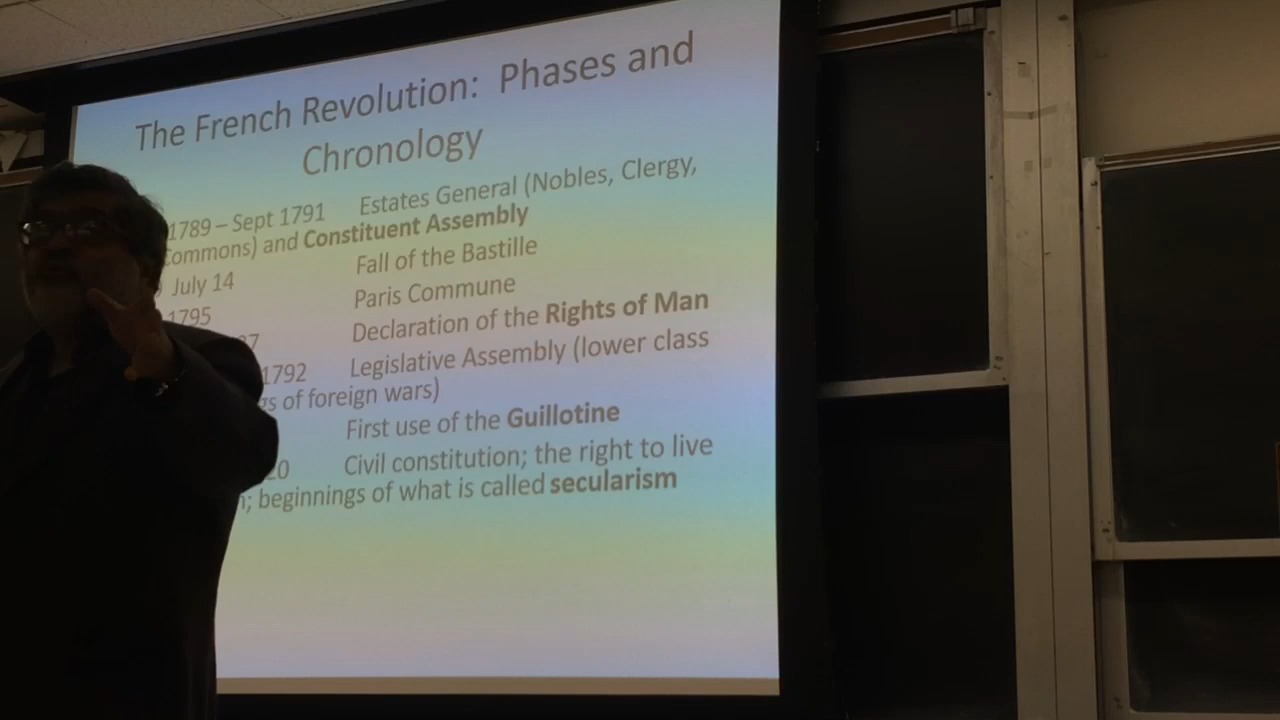 The French Revolution: Phases and
Chronology
1789 – Sept 1791 Estates General (Nobles, Clergy,
Commons) and Constituent Assembly
July 14 Fall of the Bastille
1795 Paris Commune
Declaration of the Rights of Man
1792 Legislative Assembly (lower class
of foreign wars)
First use of the Guillotine
20 Civil constitution; the right to live
; beginnings of what is called secularism